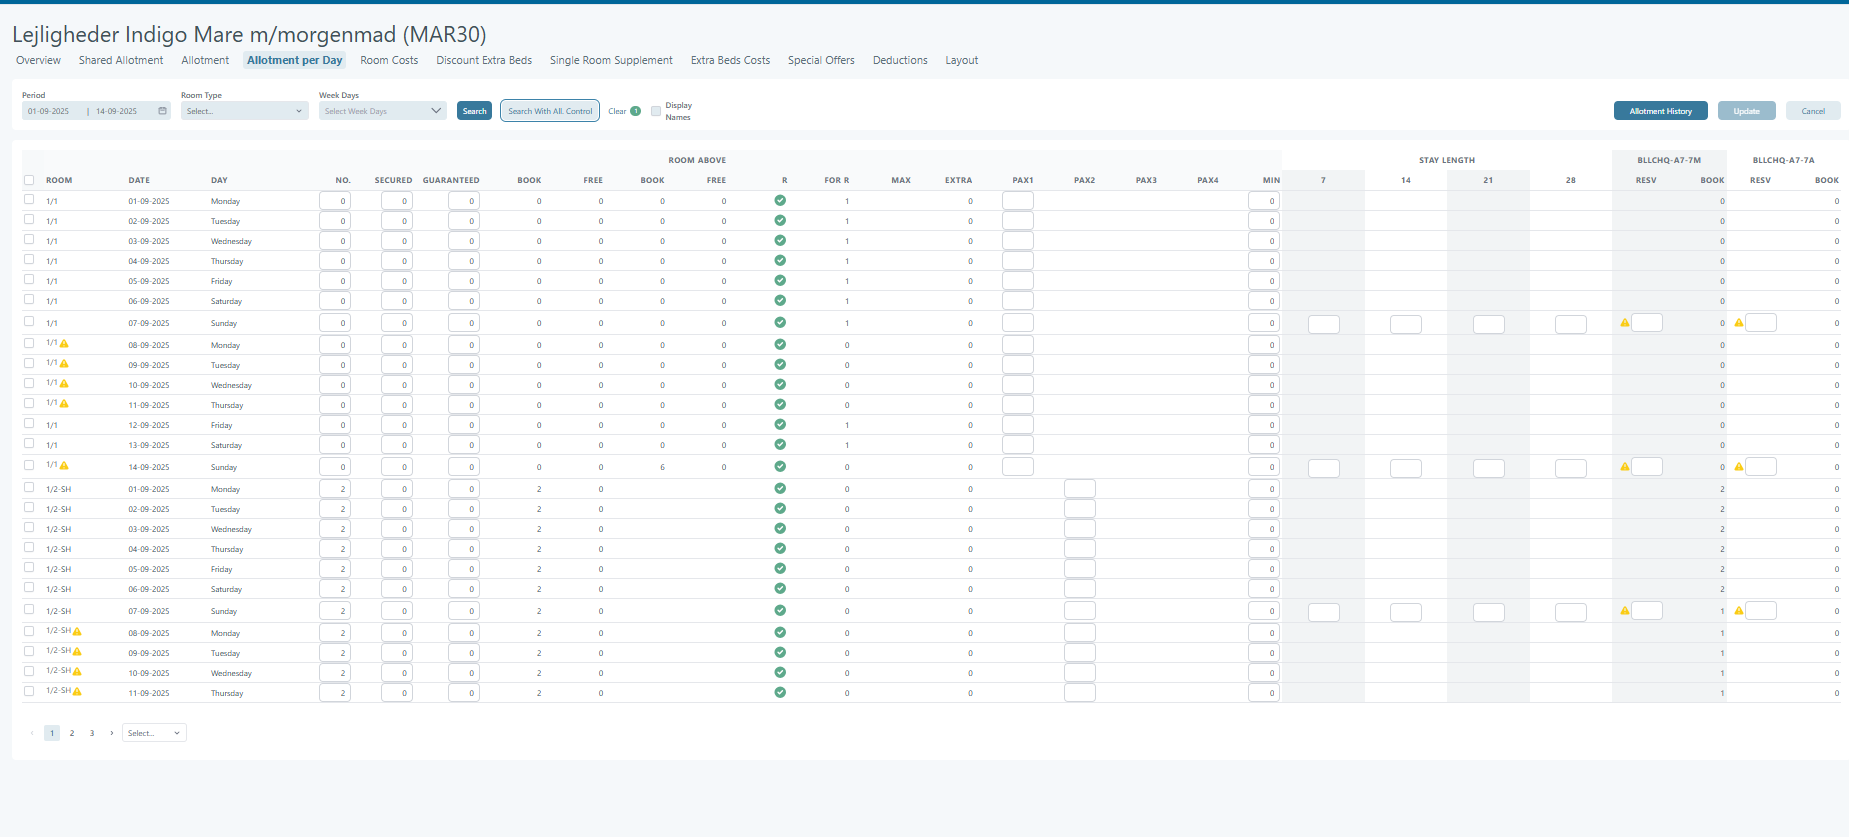 Lejligheder Indigo Mare m/morgenmad (MAR30)
Overview Shared Allotment Allotment Allotment per Day Room Costs Discount Extra Beds Single Room Supplement Extra Beds Costs Special Offers Deductions Layout
Period Room Type Week Days
01-09-2025 | 14-09-2025 Select... Select Week Days Search Search With All. Control Clear 1 Display Names Allotment History Update Cancel
ROOM ABOVE STAY LENGTH BLLCHQ-A7-7M BLLCHQ-A7-7A
ROOM DATE DAY NO. SECURED GUARANTEED BOOK FREE BOOK FREE R FOR R MAX EXTRA PAX1 PAX2 PAX3 PAX4 MIN 7 14 21 28 RESV BOOK RESV BOOK
1/1 01-09-2025 Monday 0 0 0 0 0 0 0 1 0 0 0 0
1/1 02-09-2025 Tuesday 0 0 0 0 0 0 0 1 0 0 0 0
1/1 03-09-2025 Wednesday 0 0 0 0 0 0 0 1 0 0 0 0
1/1 04-09-2025 Thursday 0 0 0 0 0 0 0 1 0 0 0 0
1/1 05-09-2025 Friday 0 0 0 0 0 0 0 1 0 0 0 0
1/1 06-09-2025 Saturday 0 0 0 0 0 0 0 1 0 0 0 0
1/1 07-09-2025 Sunday 0 0 0 0 0 0 0 1 0 0 0 0
1/1 08-09-2025 Monday 0 0 0 0 0 0 0 0 0 0 0 0
1/1 09-09-2025 Tuesday 0 0 0 0 0 0 0 0 0 0 0 0
1/1 10-09-2025 Wednesday 0 0 0 0 0 0 0 0 0 0 0 0
1/1 11-09-2025 Thursday 0 0 0 0 0 0 0 0 0 0 0 0
1/1 12-09-2025 Friday 0 0 0 0 0 0 0 1 0 0 0 0
1/1 13-09-2025 Saturday 0 0 0 0 0 0 0 1 0 0 0 0
1/1 14-09-2025 Sunday 0 0 0 0 0 6 0 0 0 0 0 0
1/2-SH 01-09-2025 Monday 2 0 0 2 0 0 0 0 2 0
1/2-SH 02-09-2025 Tuesday 2 0 0 2 0 0 0 0 2 0
1/2-SH 03-09-2025 Wednesday 2 0 0 2 0 0 0 0 2 0
1/2-SH 04-09-2025 Thursday 2 0 0 2 0 0 0 0 2 0
1/2-SH 05-09-2025 Friday 2 0 0 2 0 0 0 0 2 0
1/2-SH 06-09-2025 Saturday 2 0 0 2 0 0 0 0 2 0
1/2-SH 07-09-2025 Sunday 2 0 0 2 0 0 0 0 1 0
1/2-SH 08-09-2025 Monday 2 0 0 2 0 0 0 0 1 0
1/2-SH 09-09-2025 Tuesday 2 0 0 2 0 0 0 0 1 0
1/2-SH 10-09-2025 Wednesday 2 0 0 2 0 0 0 0 1 0
1/2-SH 11-09-2025 Thursday 2 0 0 2 0 0 0 0 1 0
‹ 1 2 3 › Select...